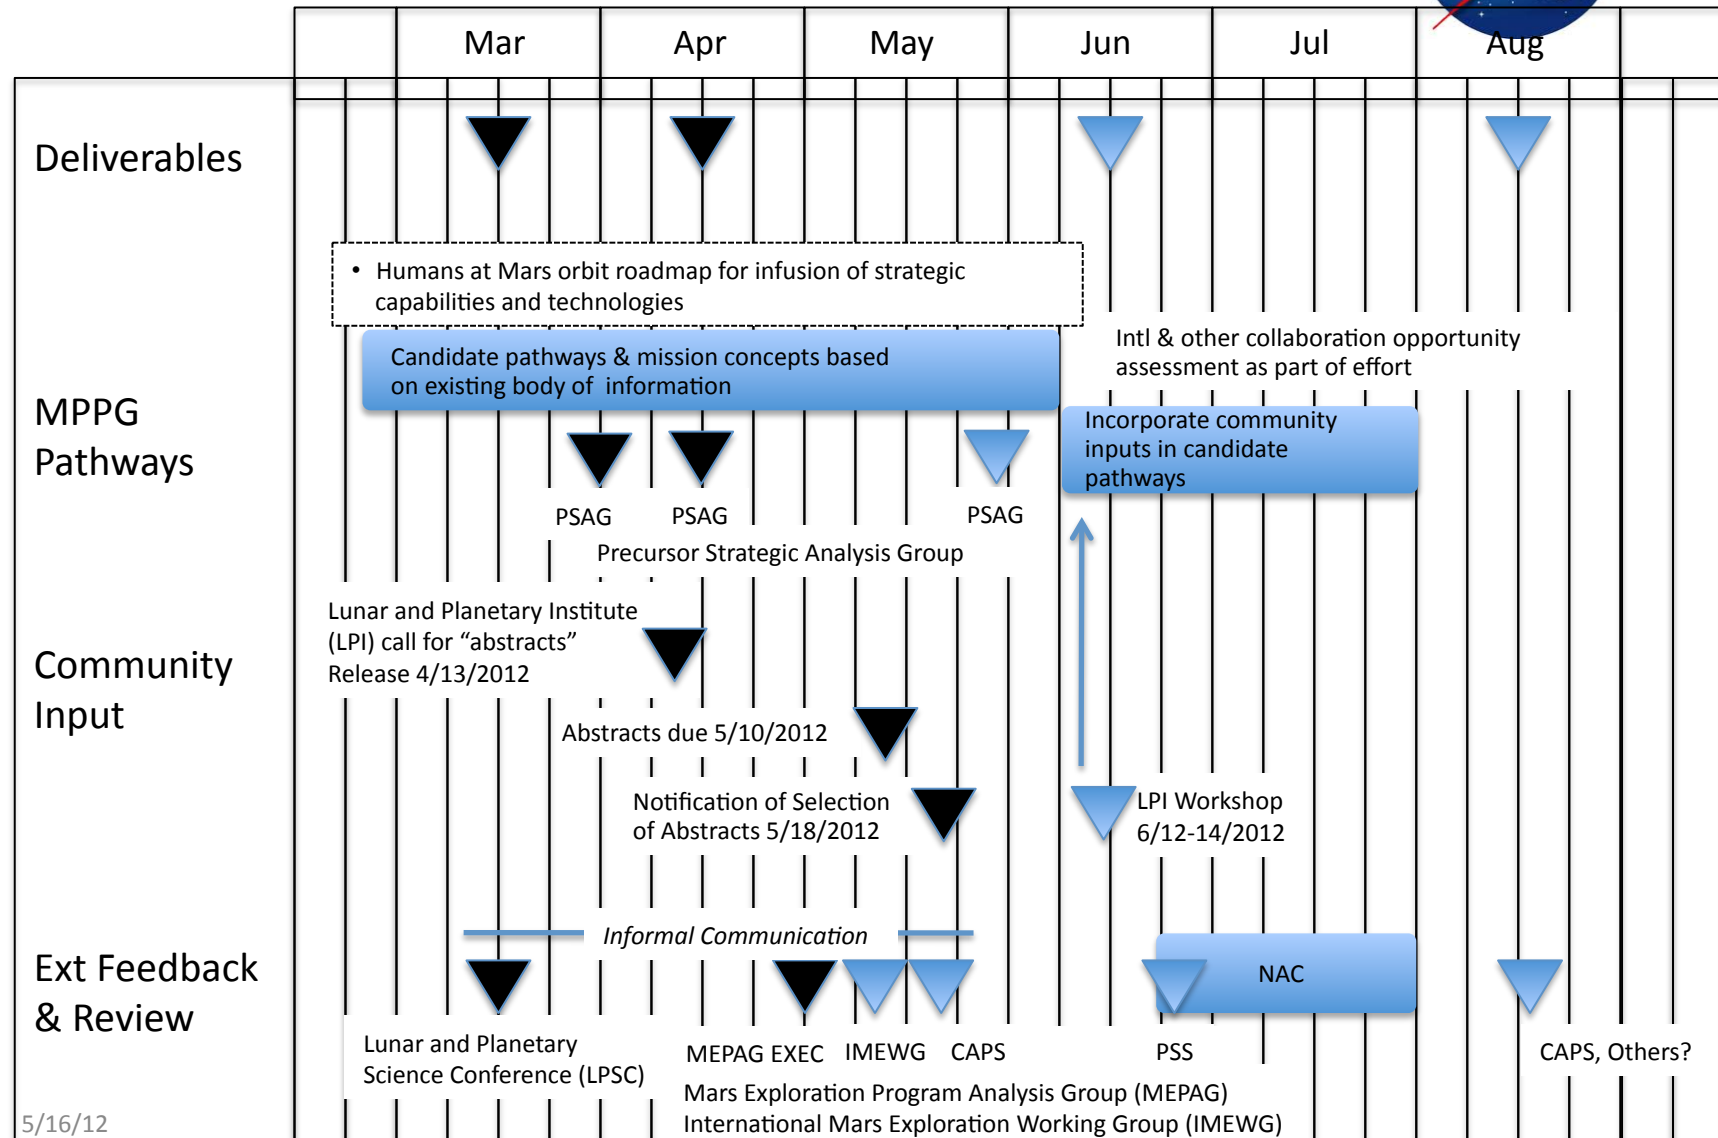 Mar Apr May Jun Jul Aug
Deliverables
• Humans at Mars orbit roadmap for infusion of strategic
capabilities and technologies
Candidate pathways & mission concepts based
on existing body of information
Intl & other collaboration opportunity
assessment as part of effort
MPPG
Pathways
Incorporate community
inputs in candidate
pathways
PSAG PSAG PSAG
Precursor Strategic Analysis Group
Community
Input
Lunar and Planetary Institute
(LPI) call for “abstracts”
Release 4/13/2012
Abstracts due 5/10/2012
Notification of Selection
of Abstracts 5/18/2012
LPI Workshop
6/12-14/2012
Ext Feedback
& Review
Informal Communication
NAC
Lunar and Planetary
Science Conference (LPSC)
MEPAG EXEC IMEWG CAPS PSS CAPS, Others?
Mars Exploration Program Analysis Group (MEPAG)
International Mars Exploration Working Group (IMEWG)
5/16/12